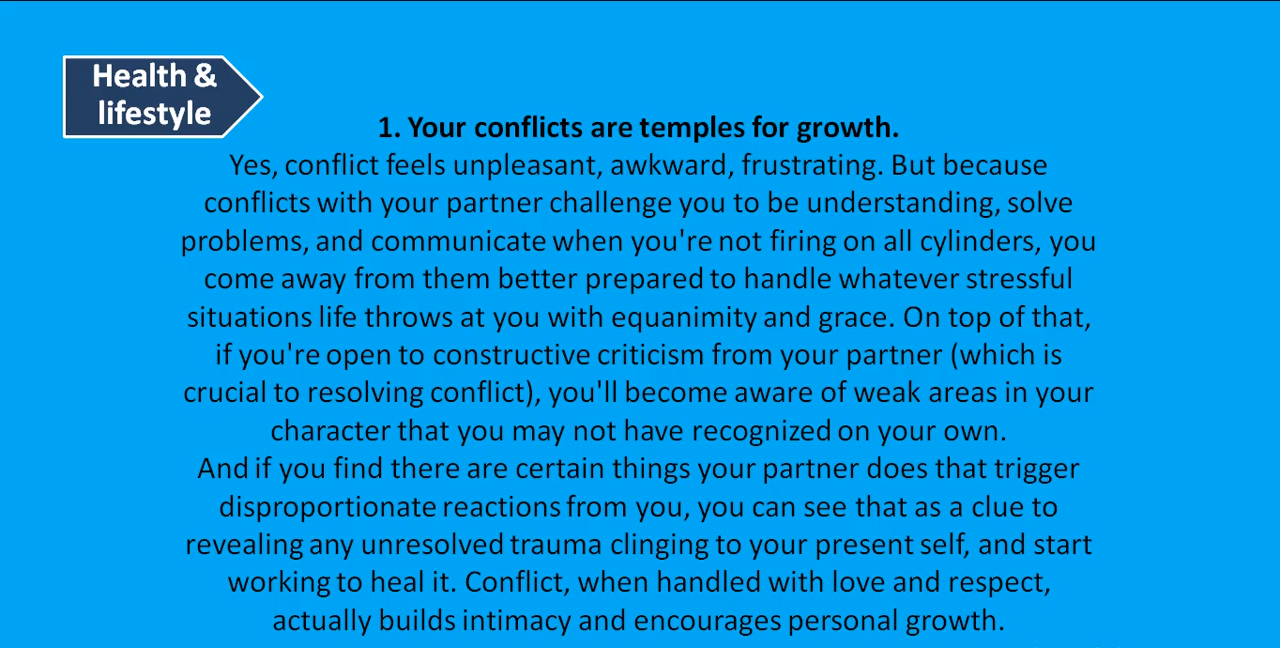 Health &
lifestyle
1. Your conflicts are temples for growth.
Yes, conflict feels unpleasant, awkward, frustrating. But because
conflicts with your partner challenge you to be understanding, solve
problems, and communicate when you're not firing on all cylinders, you
come away from them better prepared to handle whatever stressful
situations life throws at you with equanimity and grace. On top of that,
if you're open to constructive criticism from your partner (which is
crucial to resolving conflict), you'll become aware of weak areas in your
character that you may not have recognized on your own.
And if you find there are certain things your partner does that trigger
disproportionate reactions from you, you can see that as a clue to
revealing any unresolved trauma clinging to your present self, and start
working to heal it. Conflict, when handled with love and respect,
actually builds intimacy and encourages personal growth.